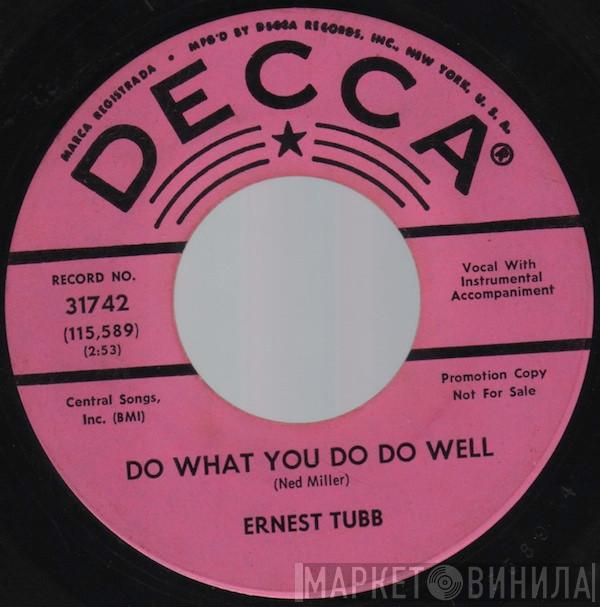 MARCA REGISTRADA • MFG'D BY DECCA RECORDS, INC., NEW YORK, U. S. A.
DECCA®
RECORD NO.
31742
(115,589)
(2:53)
Vocal With
Instrumental
Accompaniment
Central Songs,
Inc. (BMI)
Promotion Copy
Not For Sale
DO WHAT YOU DO DO WELL
(Ned Miller)
ERNEST TUBB
МАРКЕТ ВИНИЛА